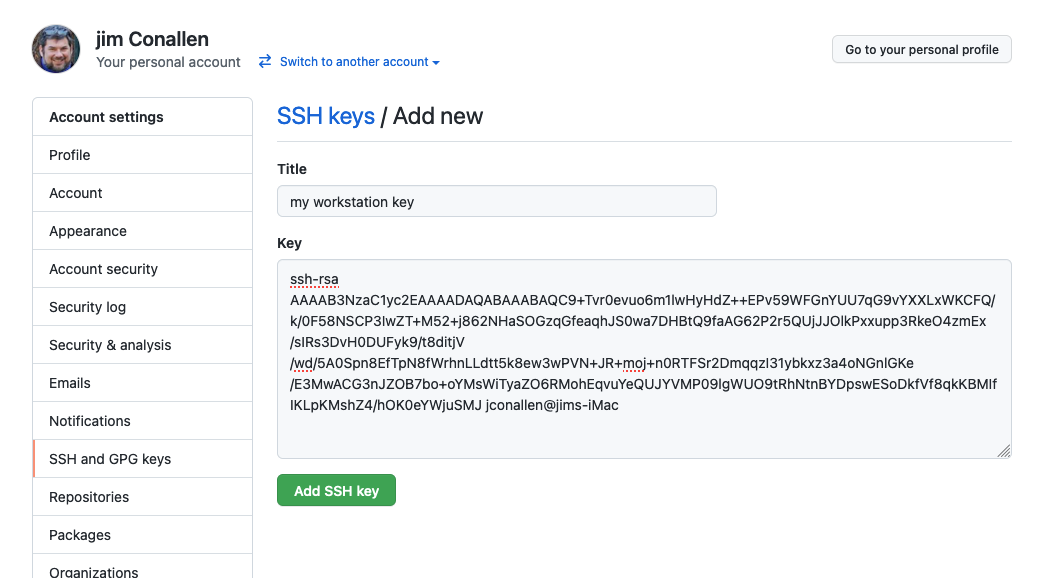 jim Conallen
Your personal account
Switch to another account
Go to your personal profile
Account settings
Profile
Account
Appearance
Account security
Security log
Security & analysis
Emails
Notifications
SSH and GPG keys
Repositories
Packages
Organizations
SSH keys / Add new
Title
my workstation key
Key
ssh-rsa
AAAAB3NzaC1yc2EAAAADAQABAAABAQC9+Tvr0evuo6m1lwHyHdZ++EPv59WFGnYUU7qG9vYXXLxWKCFQ/
k/0F58NSCP3lwZT+M52+j862NHaSOGzqGfeaqhJS0wa7DHBtQ9faAG62P2r5QUjJJOlkPxxupp3RkeO4zmEx
/sIRs3DvH0DUFyk9/t8ditjV
/wd/5A0Spn8EfTpN8fWrhnLLdtt5k8ew3wPVN+JR+moj+n0RTFSr2Dmqqzl31ybkxz3a4oNGnlGKe
/E3MwACG3nJZOB7bo+oYMsWiTyaZO6RMohEqvuYeQUJYVMP09lgWUO9tRhNtnBYDpswESoDkfVf8qkKBMlf
lKLpKMshZ4/hOK0eYWjuSMJ jconallen@jims-iMac
Add SSH key